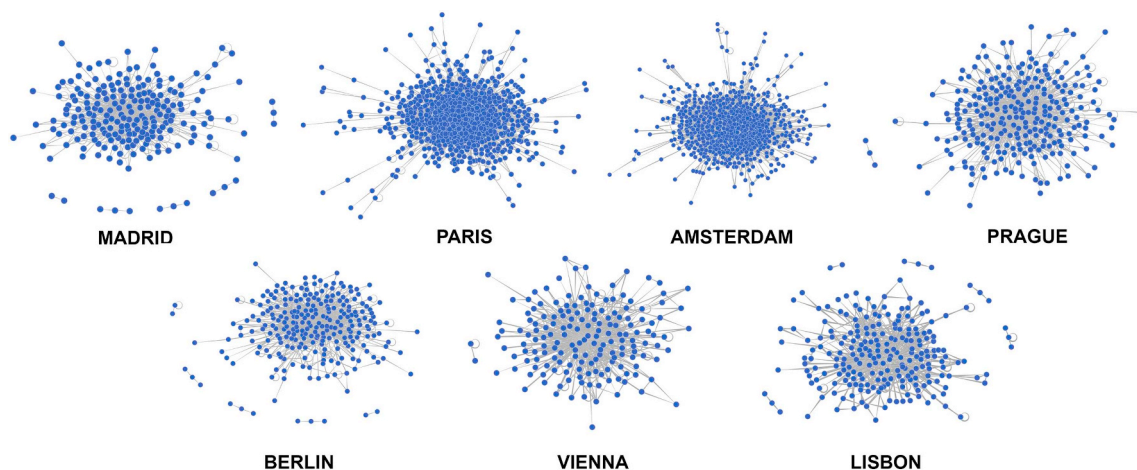 MADRID PARIS AMSTERDAM PRAGUE
BERLIN VIENNA LISBON